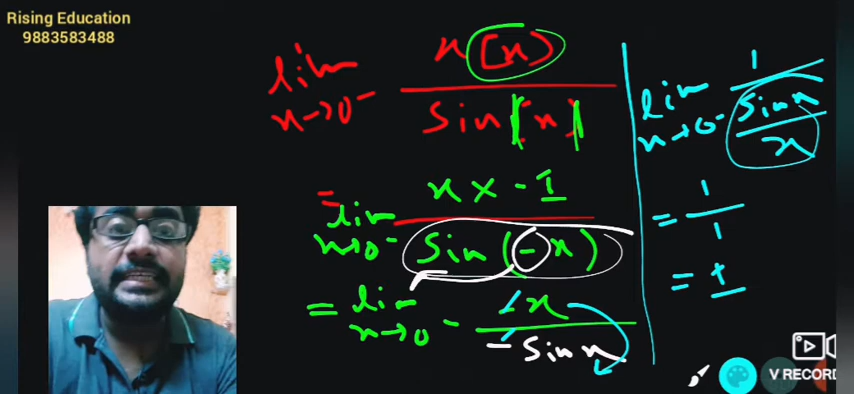 Rising Education
9883583488
lim x→0⁻ x[x] / sin|x|
= lim x→0⁻ x × -1 / sin(-x)
= lim x→0⁻ -x / -sin x
lim x→0⁻ 1 / (sin x / x)
= 1/1
= 1
V RECORD